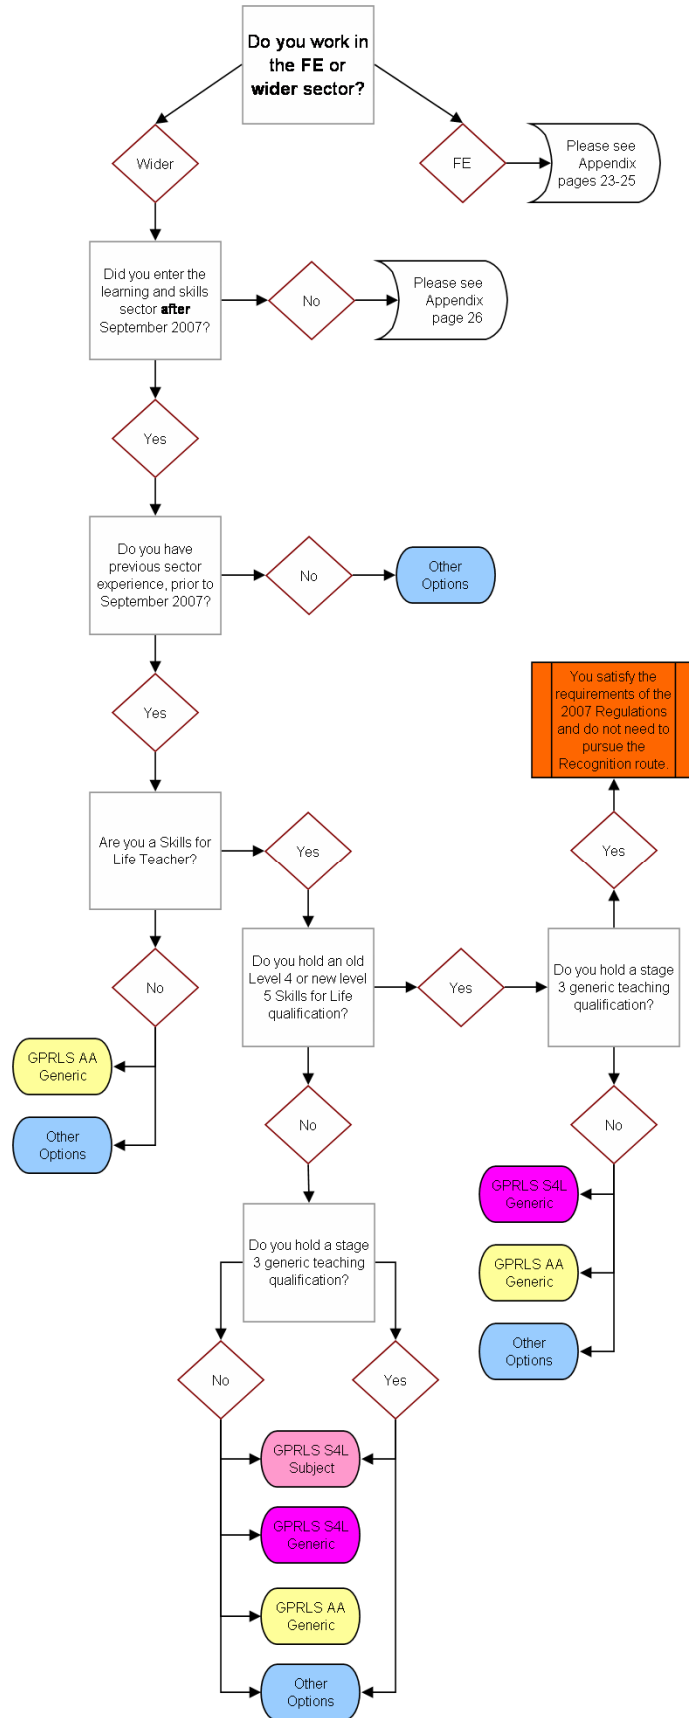 Do you work in
the FE or
wider sector?
Wider
FE
Please see
Appendix
pages 23-25
Did you enter the
learning and skills
sector after
September 2007?
No
Please see
Appendix
page 26
Yes
Do you have
previous sector
experience, prior to
September 2007?
No
Other
Options
Yes
You satisfy the
requirements of the
2007 Regulations
and do not need to
pursue the
Recognition route.
Are you a Skills for
Life Teacher?
Yes
Yes
Do you hold an old
Level 4 or new level
5 Skills for Life
qualification?
Yes
Do you hold a stage
3 generic teaching
qualification?
No
GPRLS AA
Generic
Other
Options
No
No
GPRLS S4L
Generic
GPRLS AA
Generic
Other
Options
Do you hold a stage
3 generic teaching
qualification?
No
Yes
GPRLS S4L
Subject
GPRLS S4L
Generic
GPRLS AA
Generic
Other
Options